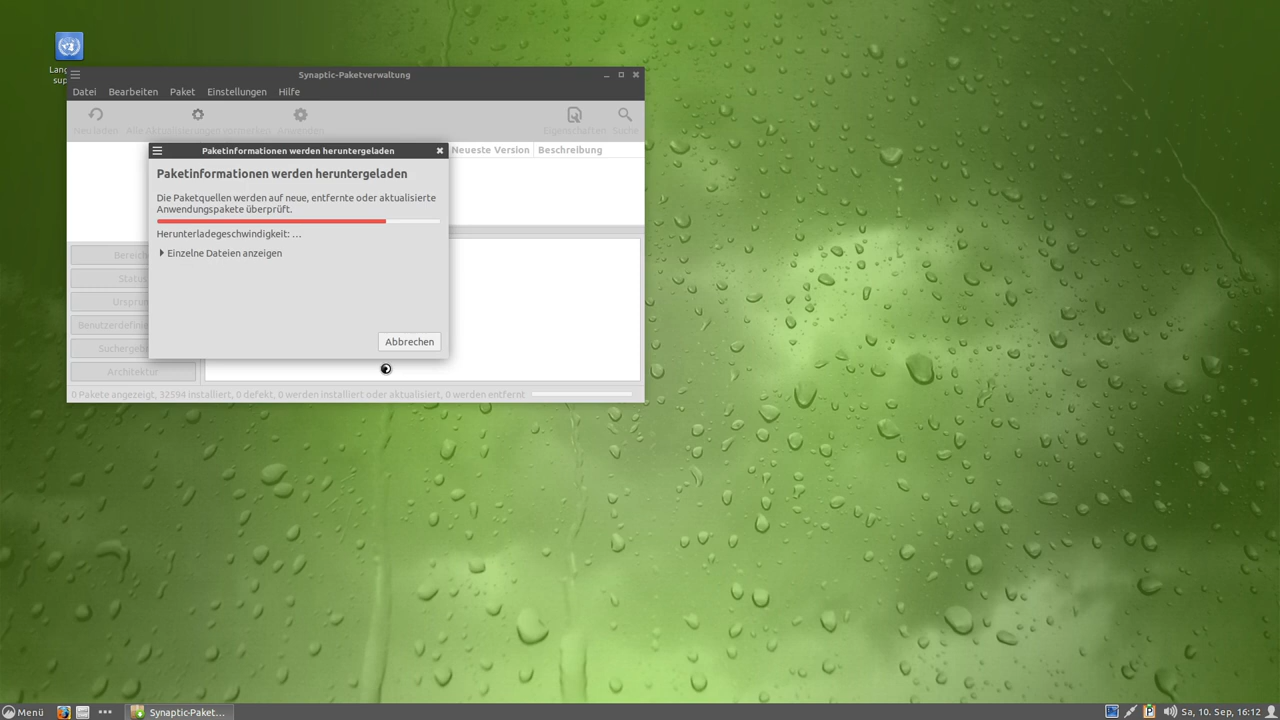 Synaptic-Paketverwaltung
Datei Bearbeiten Paket Einstellungen Hilfe
Neu laden Alle Aktualisierungen vormerken Anwenden Eigenschaften Suche
Neueste Version Beschreibung
Paketinformationen werden heruntergeladen
Paketinformationen werden heruntergeladen
Die Paketquellen werden auf neue, entfernte oder aktualisierte
Anwendungspakete überprüft.
Herunterladegeschwindigkeit: …
Einzelne Dateien anzeigen
Abbrechen
Status
Architektur
0 Pakete angezeigt, 32594 installiert, 0 defekt, 0 werden installiert oder aktualisiert, 0 werden entfernt
Menü Synaptic-Paket... Sa, 10. Sep, 16:12